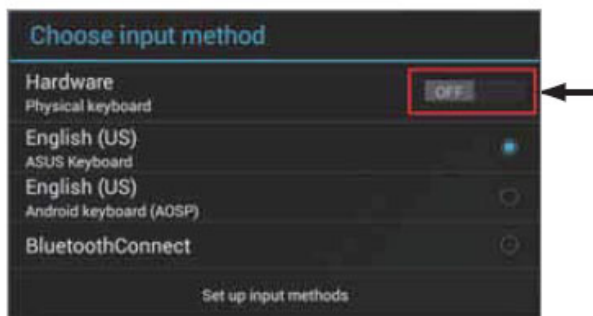 Choose input method
Hardware
OFF
Physical keyboard
English (US)
ASUS Keyboard
English (US)
Android keyboard (AOSP)
BluetoothConnect
Set up input methods